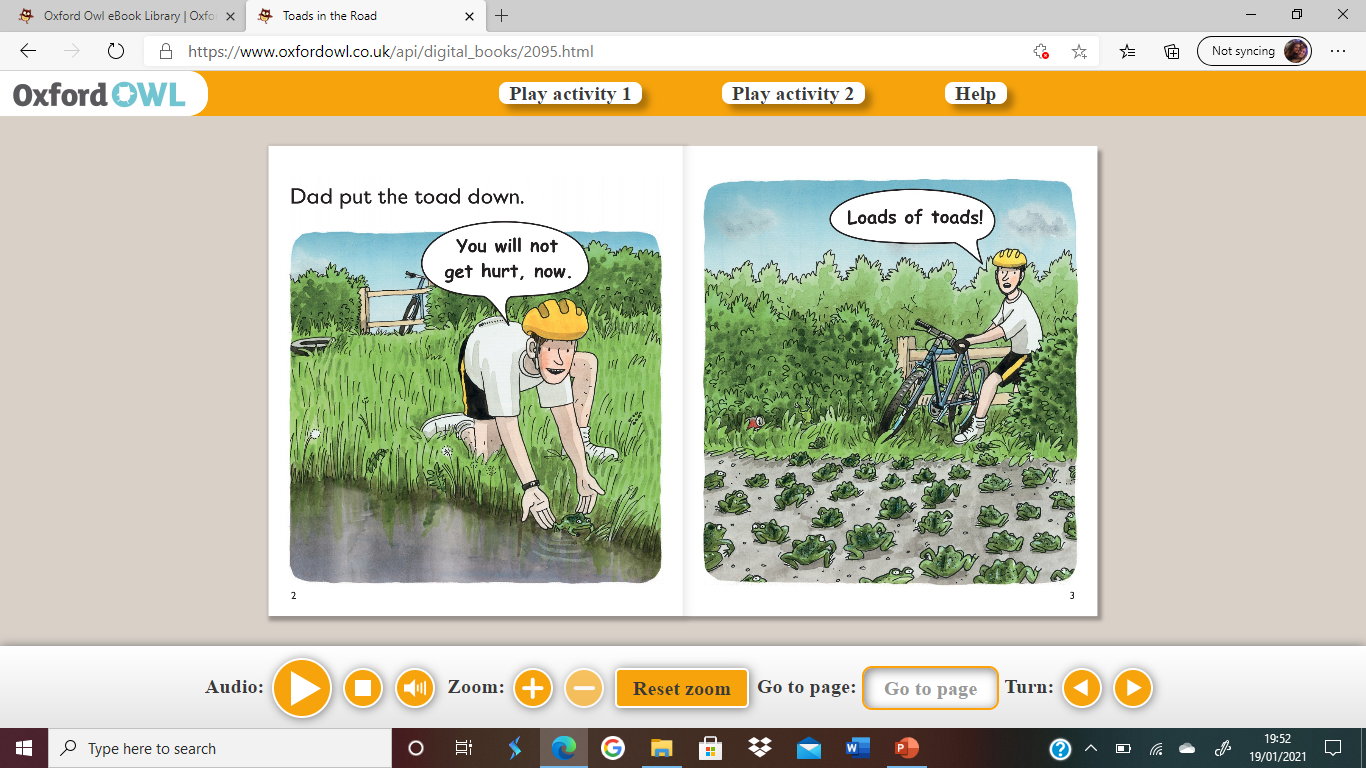 Oxford Owl eBook Library | Oxfo
Toads in the Road
https://www.oxfordowl.co.uk/api/digital_books/2095.html
Not syncing
Oxford OWL
Play activity 1
Play activity 2
Help
Dad put the toad down.
You will not
get hurt, now.
2
Loads of toads!
3
Audio:
Zoom:
Reset zoom
Go to page:
Go to page
Turn:
Type here to search
19:52
19/01/2021